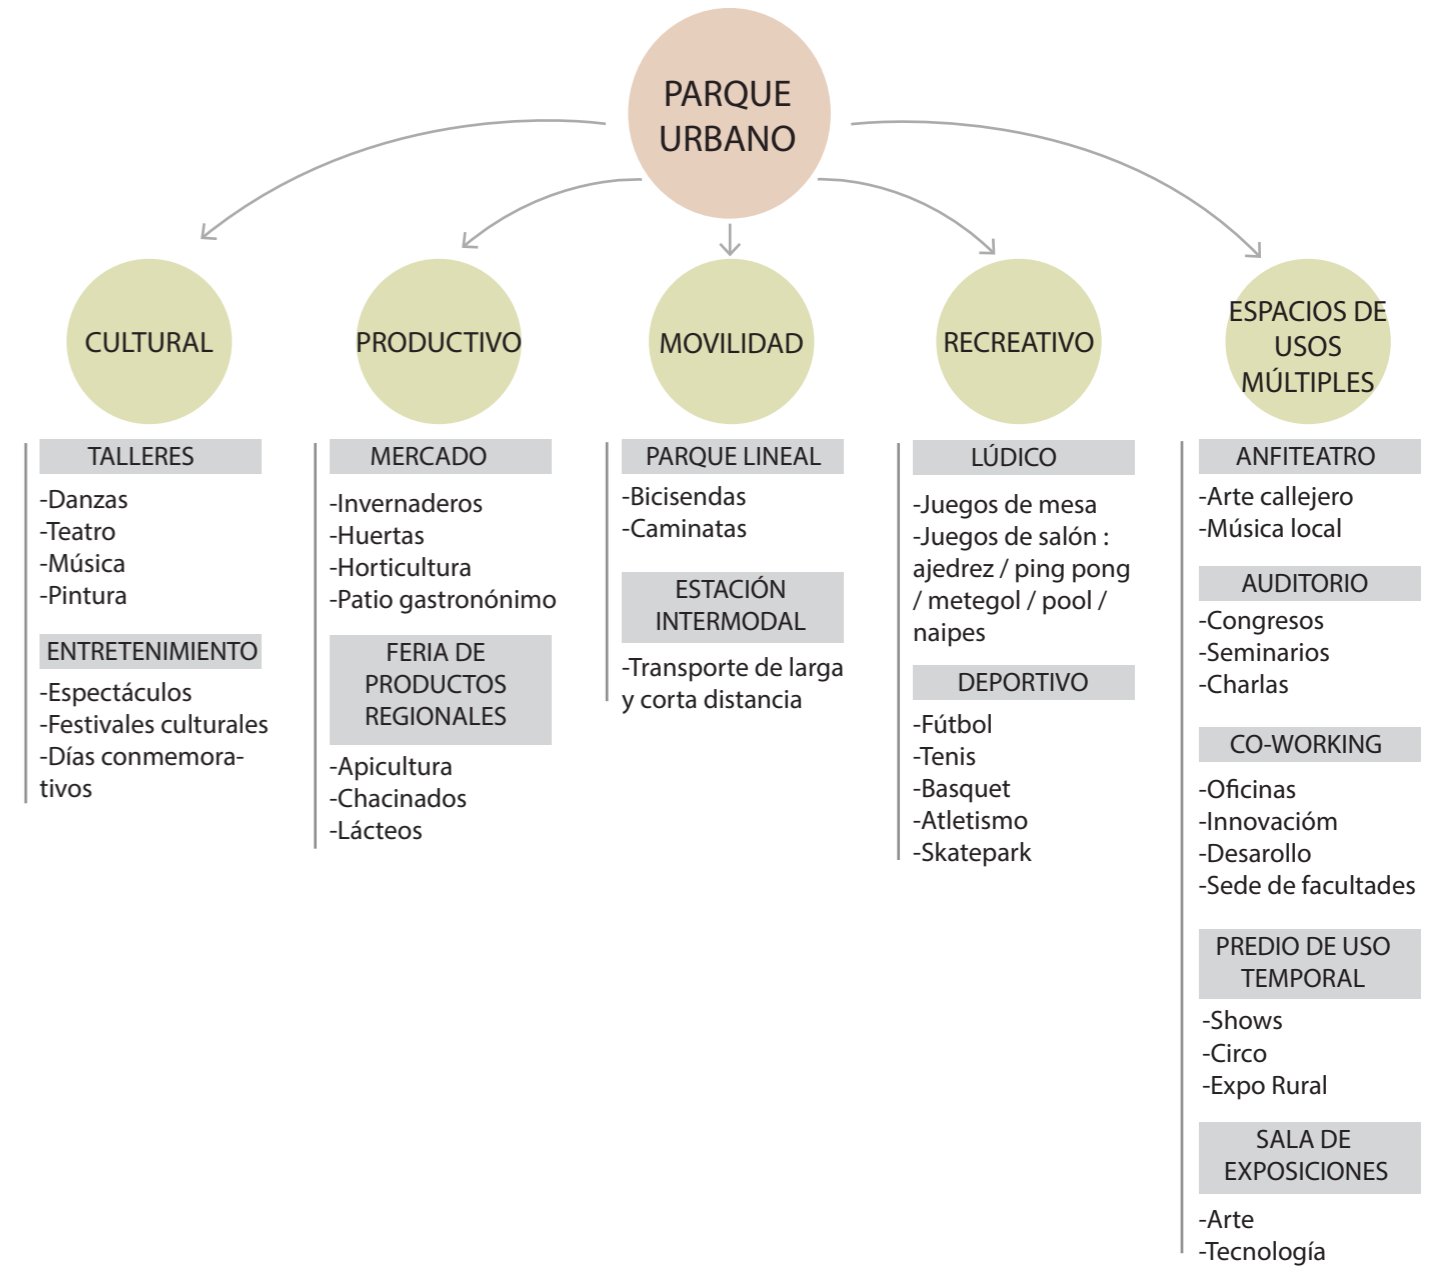 PARQUE
URBANO
CULTURAL
TALLERES
-Danzas
-Teatro
-Música
-Pintura
ENTRETENIMIENTO
-Espectáculos
-Festivales culturales
-Días conmemora-
tivos
PRODUCTIVO
MERCADO
-Invernaderos
-Huertas
-Horticultura
-Patio gastronónimo
FERIA DE
PRODUCTOS
REGIONALES
-Apicultura
-Chacinados
-Lácteos
MOVILIDAD
PARQUE LINEAL
-Bicisendas
-Caminatas
ESTACIÓN
INTERMODAL
-Transporte de larga
y corta distancia
RECREATIVO
LÚDICO
-Juegos de mesa
-Juegos de salón :
ajedrez / ping pong
/ metegol / pool /
naipes
DEPORTIVO
-Fútbol
-Tenis
-Basquet
-Atletismo
-Skatepark
ESPACIOS DE
USOS
MÚLTIPLES
ANFITEATRO
-Arte callejero
-Música local
AUDITORIO
-Congresos
-Seminarios
-Charlas
CO-WORKING
-Oficinas
-Innovacióm
-Desarollo
-Sede de facultades
PREDIO DE USO
TEMPORAL
-Shows
-Circo
-Expo Rural
SALA DE
EXPOSICIONES
-Arte
-Tecnología